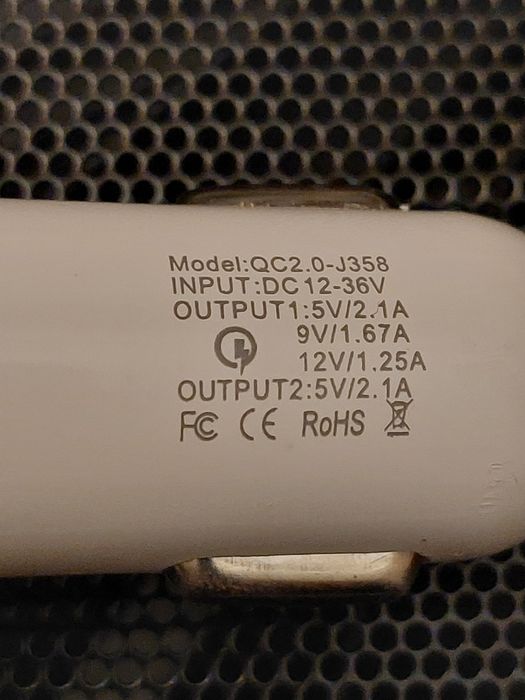 Model:QC2.0-J358
INPUT:DC12-36V
OUTPUT1:5V/2.1A
9V/1.67A
12V/1.25A
OUTPUT2:5V/2.1A
FC CE RoHS